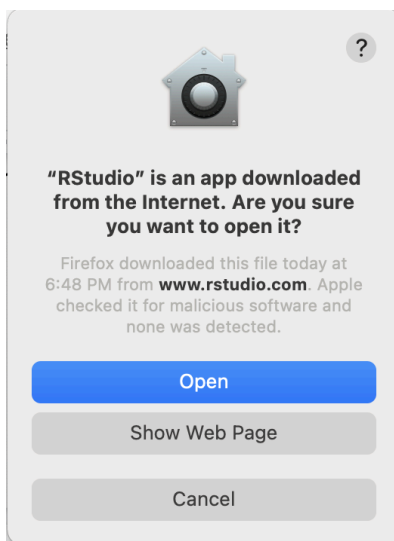 ?
“RStudio” is an app downloaded
from the Internet. Are you sure
you want to open it?
Firefox downloaded this file today at
6:48 PM from www.rstudio.com. Apple
checked it for malicious software and
none was detected.
Open
Show Web Page
Cancel